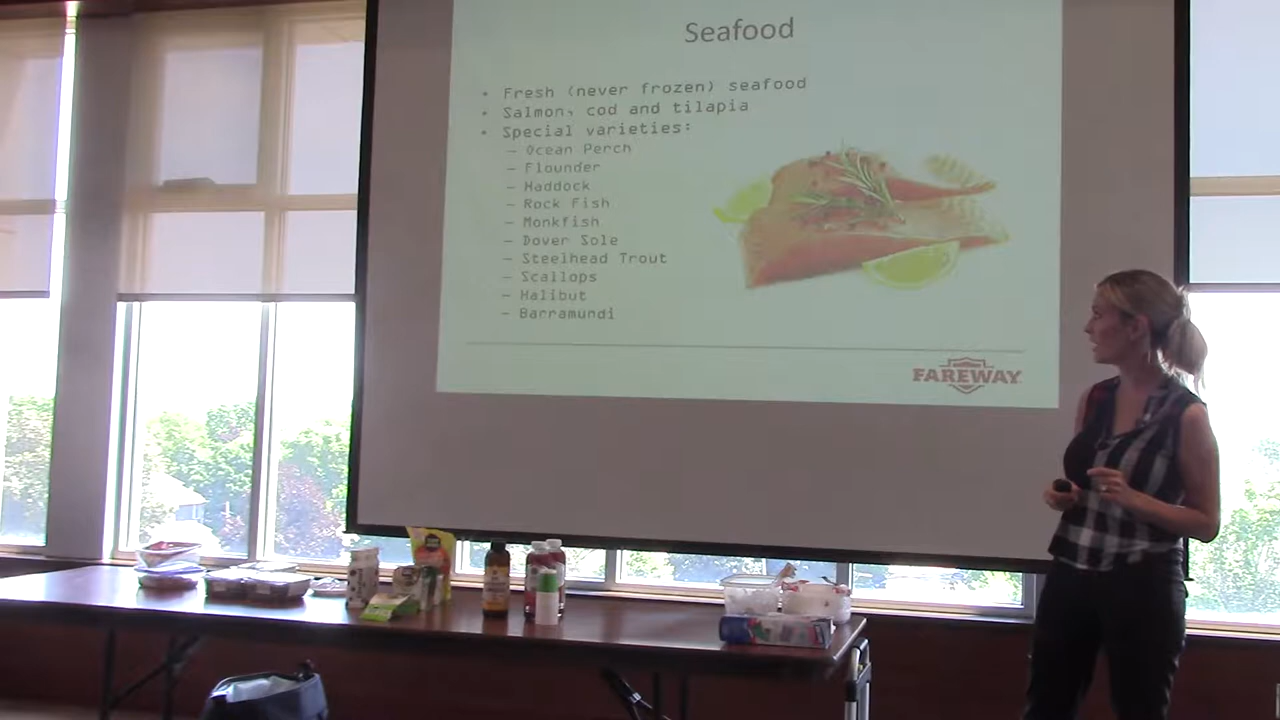 Seafood
• Fresh (never frozen) seafood
• Salmon, cod and tilapia
• Special varieties:
– Ocean Perch
– Flounder
– Haddock
– Rock Fish
– Monkfish
– Dover Sole
– Steelhead Trout
– Scallops
– Halibut
– Barramundi
FAREWAY